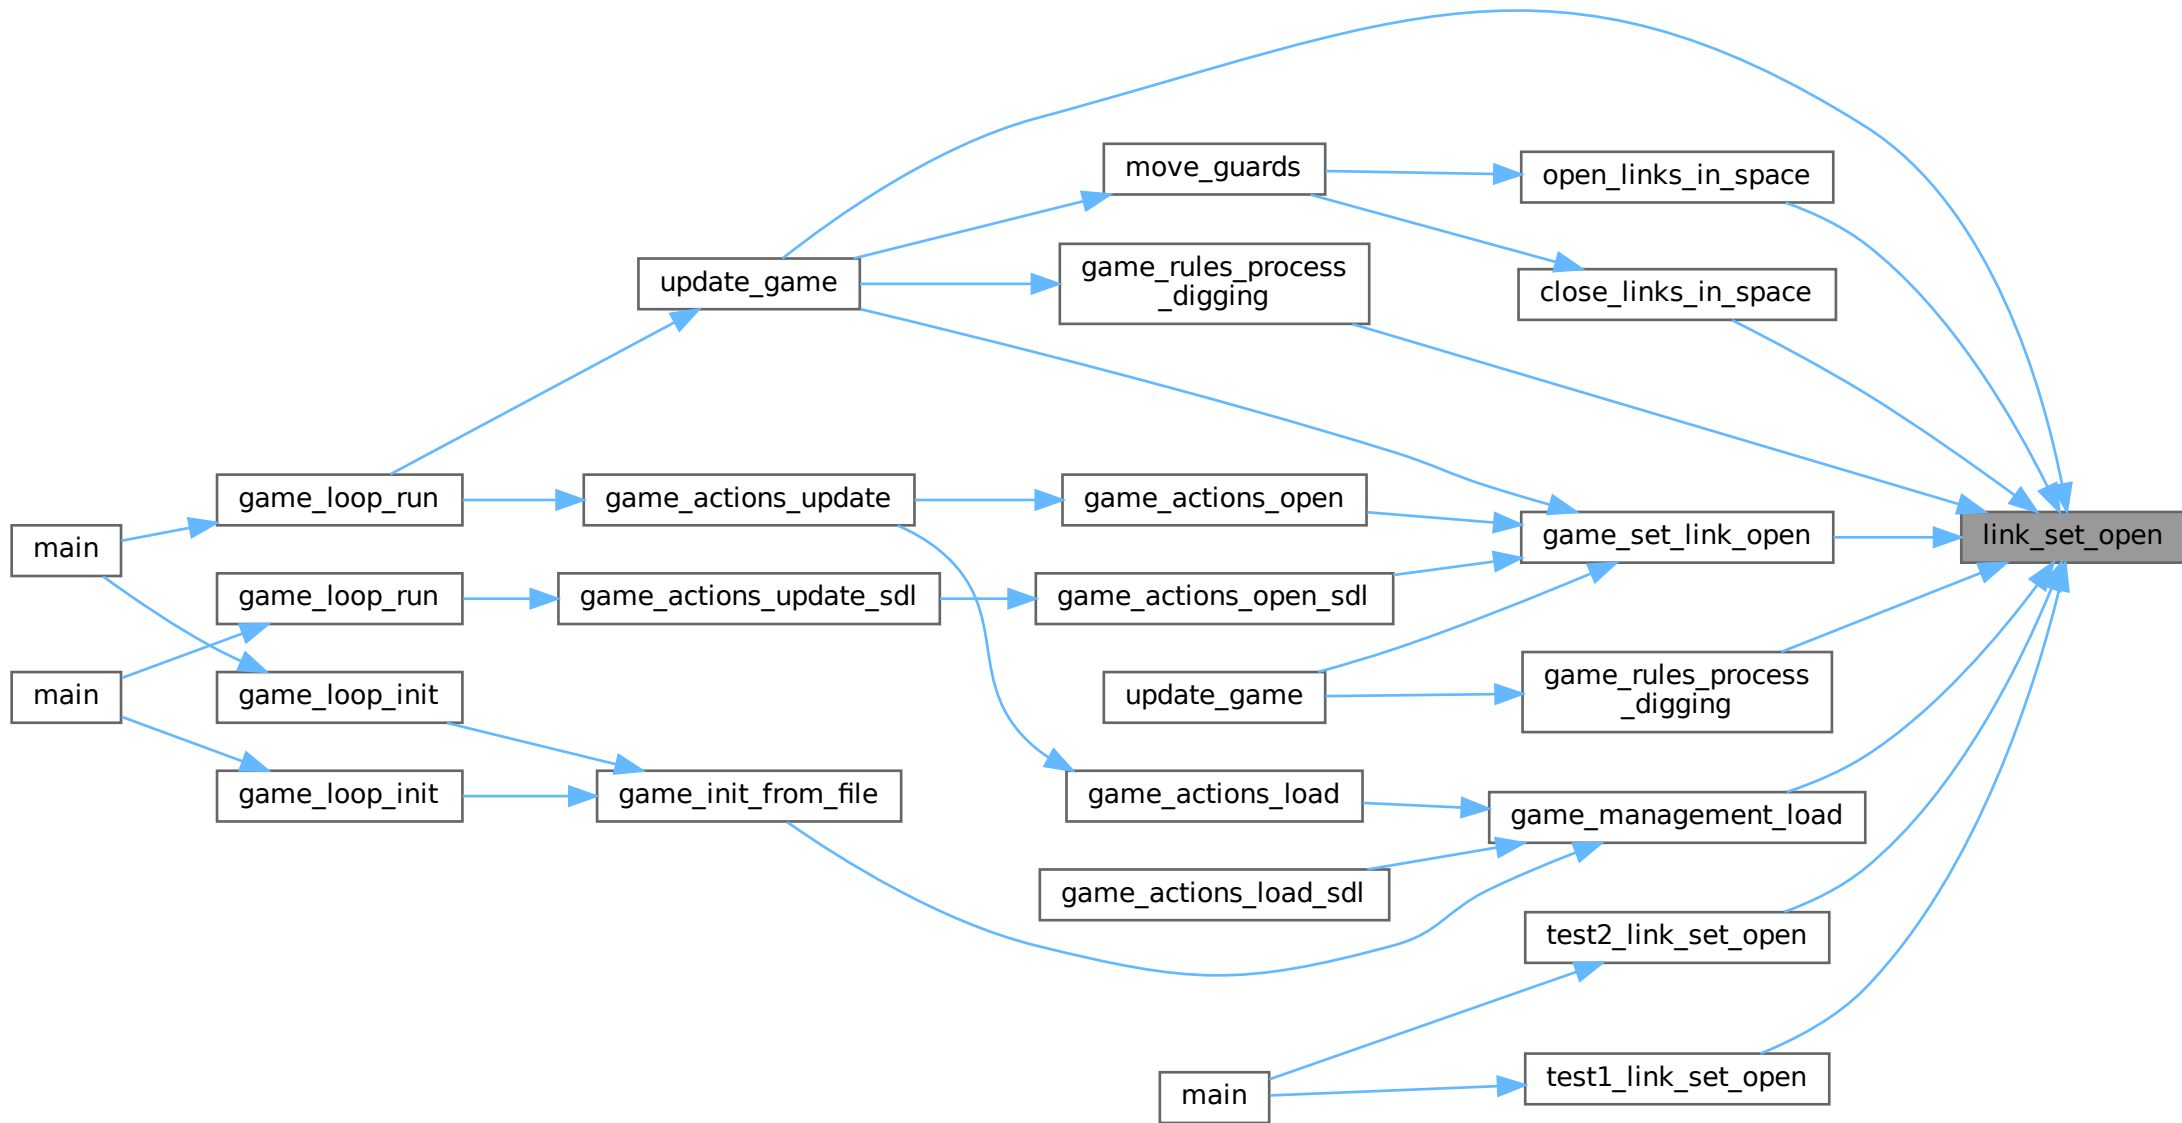 move_guards
open_links_in_space
update_game
game_rules_process
_digging
close_links_in_space
main
game_loop_run
game_actions_update
game_actions_open
game_set_link_open
link_set_open
game_loop_run
game_actions_update_sdl
game_actions_open_sdl
main
game_loop_init
update_game
game_rules_process
_digging
game_loop_init
game_init_from_file
game_actions_load
game_management_load
game_actions_load_sdl
test2_link_set_open
main
test1_link_set_open